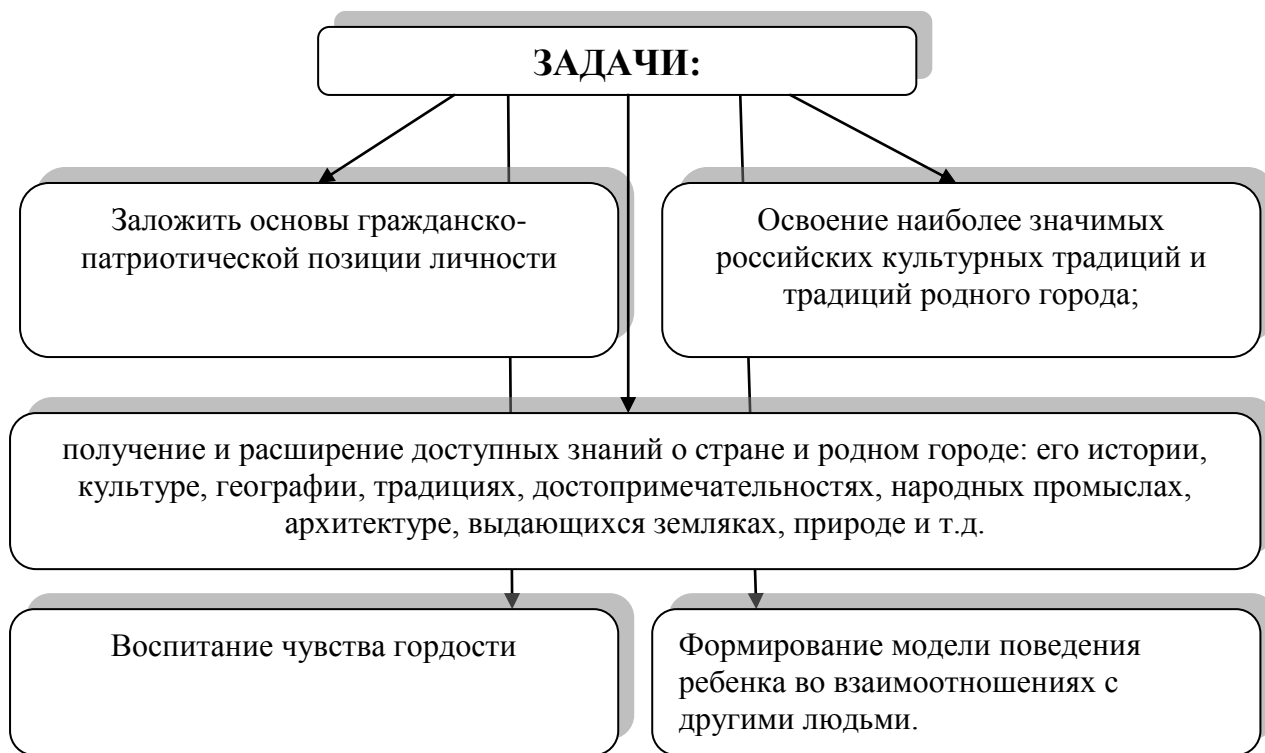 ЗАДАЧИ:
Заложить основы гражданско-
патриотической позиции личности
Освоение наиболее значимых
российских культурных традиций и
традиций родного города;
получение и расширение доступных знаний о стране и родном городе: его истории,
культуре, географии, традициях, достопримечательностях, народных промыслах,
архитектуре, выдающихся земляках, природе и т.д.
Воспитание чувства гордости
Формирование модели поведения
ребенка во взаимоотношениях с
другими людьми.